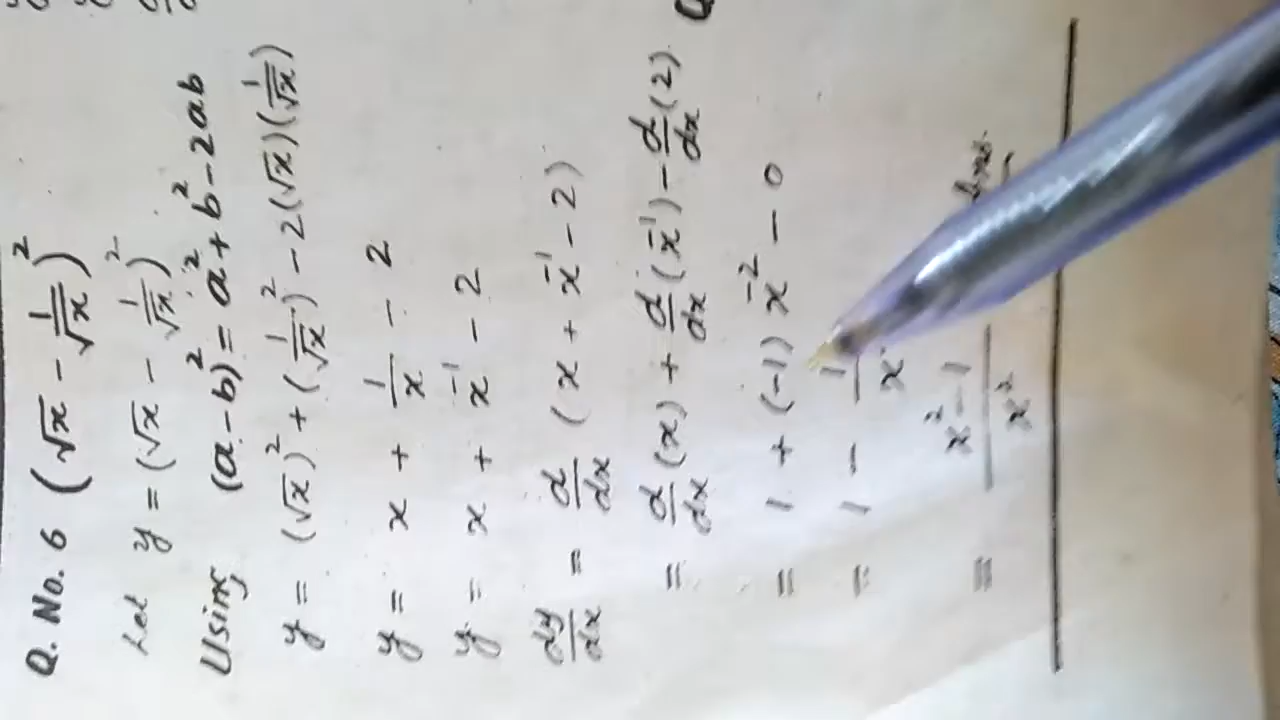 Q. No. 6 (√x - 1/√x)²
Let y = (√x - 1/√x)²
Using (a-b)² = a² + b² - 2ab
y = (√x)² + (1/√x)² - 2(√x)(1/√x)
y = x + 1/x - 2
y = x + x⁻¹ - 2
dy/dx = d/dx (x + x⁻¹ - 2)
= d/dx (x) + d/dx (x⁻¹) - d/dx (2)
= 1 + (-1) x⁻² - 0
= 1 - 1/x
= x² - 1/x² Ans.